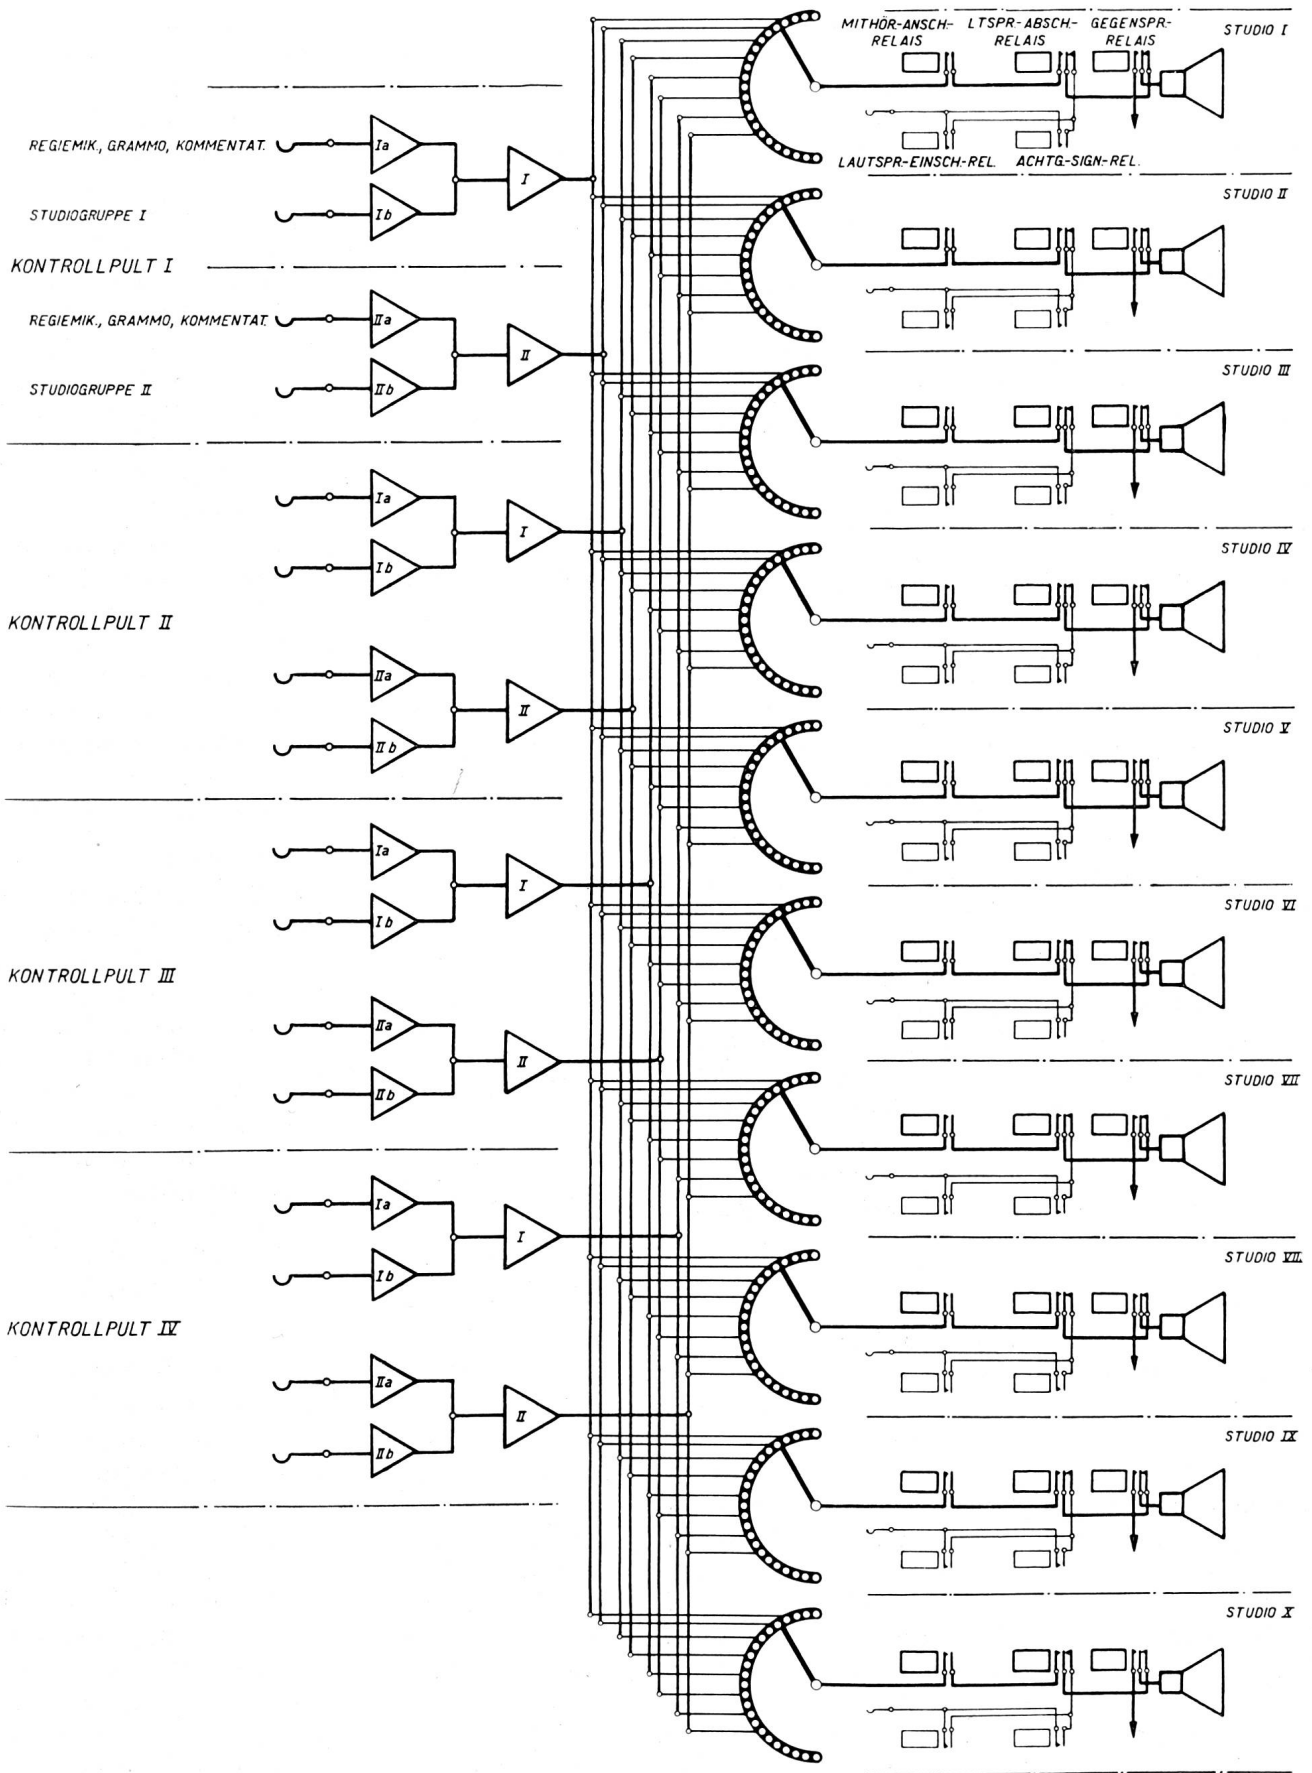 MITHÖR-ANSCH.-RELAIS
LTSPR.-ABSCH.-RELAIS
GEGENSPR.-RELAIS
STUDIO I
LAUTSPR.-EINSCH.-REL.
ACHTG.-SIGN.-REL.
REGIEMIK., GRAMMO, KOMMENTAT.
Ia
I
STUDIOGRUPPE I
Ib
KONTROLLPULT I
REGIEMIK., GRAMMO, KOMMENTAT.
IIa
II
STUDIOGRUPPE II
IIb
Ia
I
Ib
KONTROLLPULT II
IIa
II
IIb
Ia
I
Ib
KONTROLLPULT III
IIa
II
IIb
Ia
I
Ib
KONTROLLPULT IV
IIa
II
IIb
STUDIO II
STUDIO III
STUDIO IV
STUDIO V
STUDIO VI
STUDIO VII
STUDIO VIII.
STUDIO IX
STUDIO X